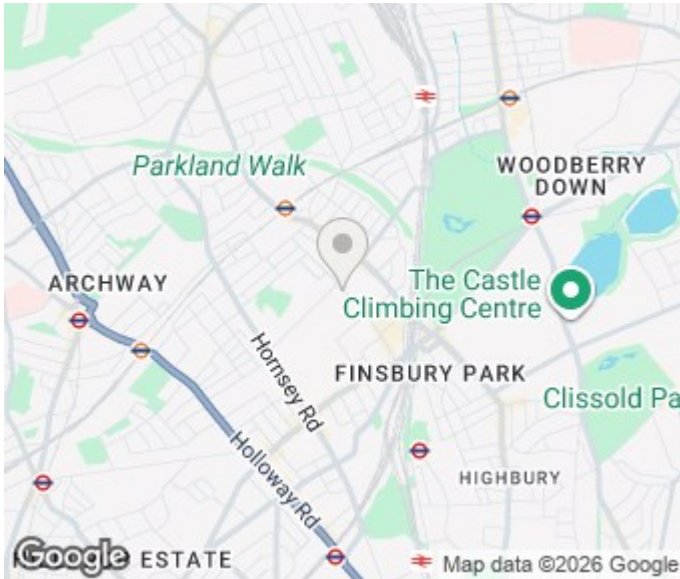 Parkland Walk
WOODBERRY
DOWN
ARCHWAY
The Castle
Climbing Centre
Hornsey Rd
FINSBURY PARK
Clissold Pa
Holloway Rd
HIGHBURY
ESTATE
Google
Map data ©2026 Google